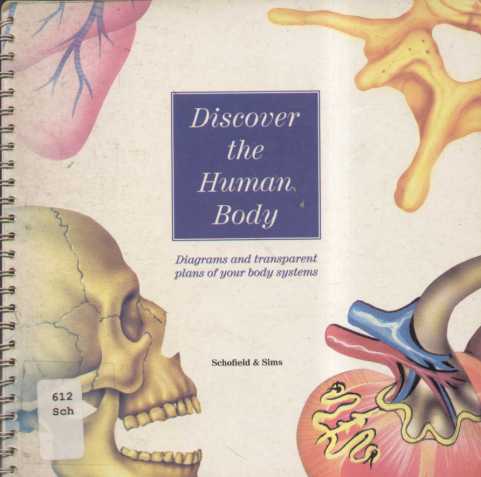 Discover
the
Human
Body
Diagrams and transparent
plans of your body systems
Schofield & Sims
612
Sch